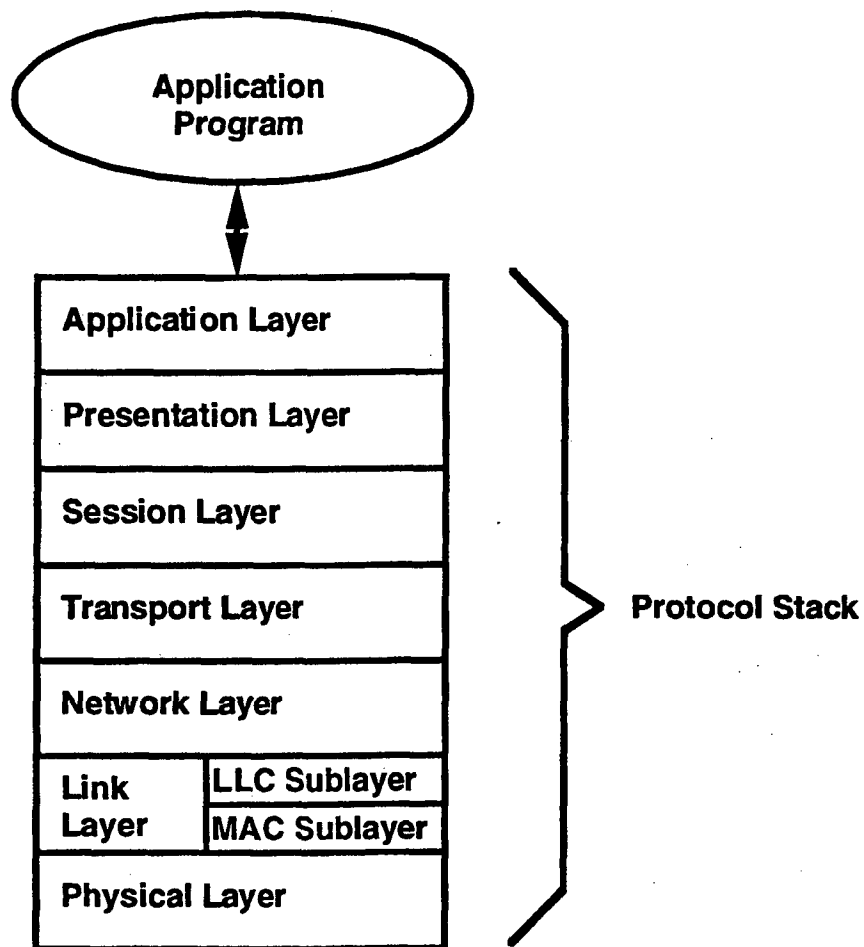 Application
Program
Application Layer
Presentation Layer
Session Layer
Transport Layer
Protocol Stack
Network Layer
Link
Layer
LLC Sublayer
MAC Sublayer
Physical Layer